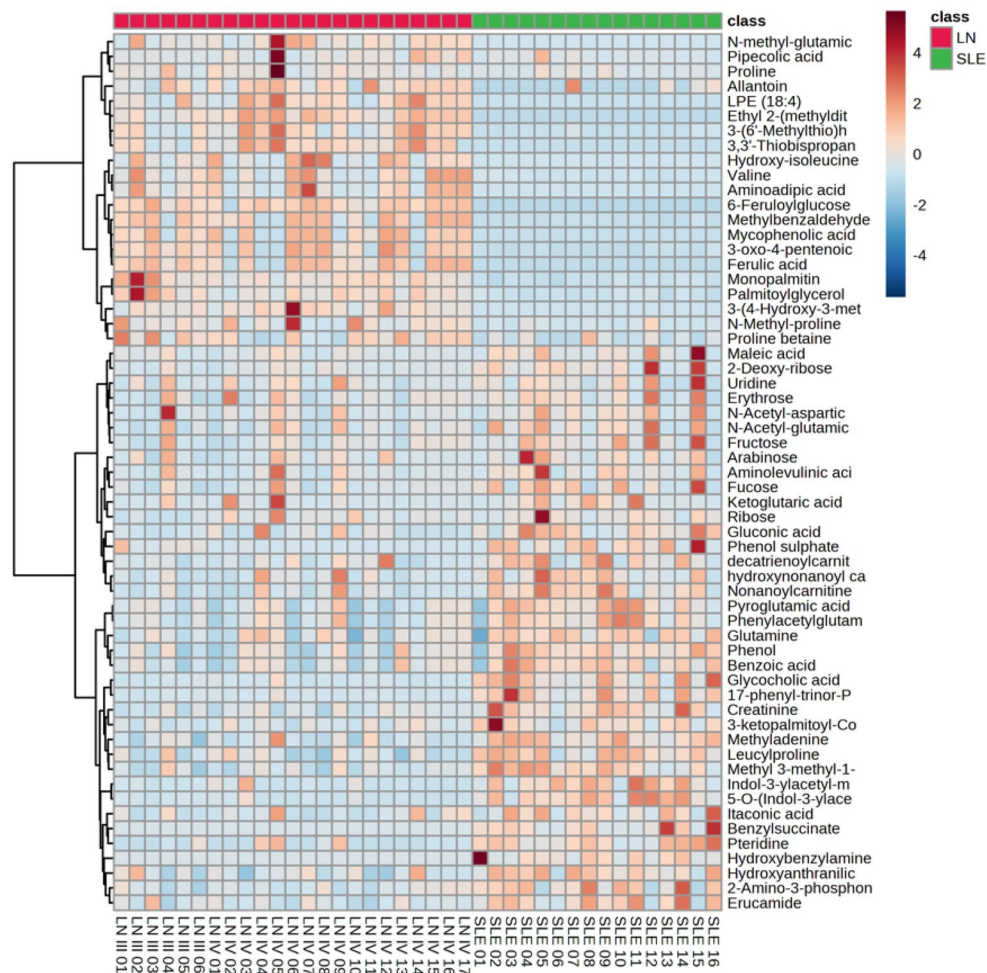 class
N-methyl-glutamic
Pipecolic acid
Proline
Allantoin
LPE (18:4)
Ethyl 2-(methyldit
3-(6'-Methylthio)h
3,3'-Thiobispropan
Hydroxy-isoleucine
Valine
Aminoadipic acid
6-Feruloylglucose
Methylbenzaldehyde
Mycophenolic acid
3-oxo-4-pentenoic
Ferulic acid
Monopalmitin
Palmitoylglycerol
3-(4-Hydroxy-3-met
N-Methyl-proline
Proline betaine
Maleic acid
2-Deoxy-ribose
Uridine
Erythrose
N-Acetyl-aspartic
N-Acetyl-glutamic
Fructose
Arabinose
Aminolevulinic aci
Fucose
Ketoglutaric acid
Ribose
Gluconic acid
Phenol sulphate
decatrienoylcarnit
hydroxynonanoyl ca
Nonanoylcarnitine
Pyroglutamic acid
Phenylacetylglutam
Glutamine
Phenol
Benzoic acid
Glycocholic acid
17-phenyl-trinor-P
Creatinine
3-ketopalmitoyl-Co
Methyladenine
Leucylproline
Methyl 3-methyl-1-
Indol-3-ylacetyl-m
5-O-(Indol-3-ylace
Itaconic acid
Benzylsuccinate
Pteridine
Hydroxybenzylamine
Hydroxyanthranilic
2-Amino-3-phosphon
Erucamide
LN III 01
LN III 02
LN III 03
LN III 04
LN III 05
LN III 06
LN IV 01
LN IV 02
LN IV 03
LN IV 04
LN IV 05
LN IV 06
LN IV 07
LN IV 08
LN IV 09
LN IV 10
LN IV 11
LN IV 12
LN IV 13
LN IV 14
LN IV 15
LN IV 16
LN IV 17
SLE 01
SLE 02
SLE 03
SLE 04
SLE 05
SLE 06
SLE 07
SLE 08
SLE 09
SLE 10
SLE 11
SLE 12
SLE 13
SLE 14
SLE 15
SLE 16
4
2
0
-2
-4
class
LN
SLE